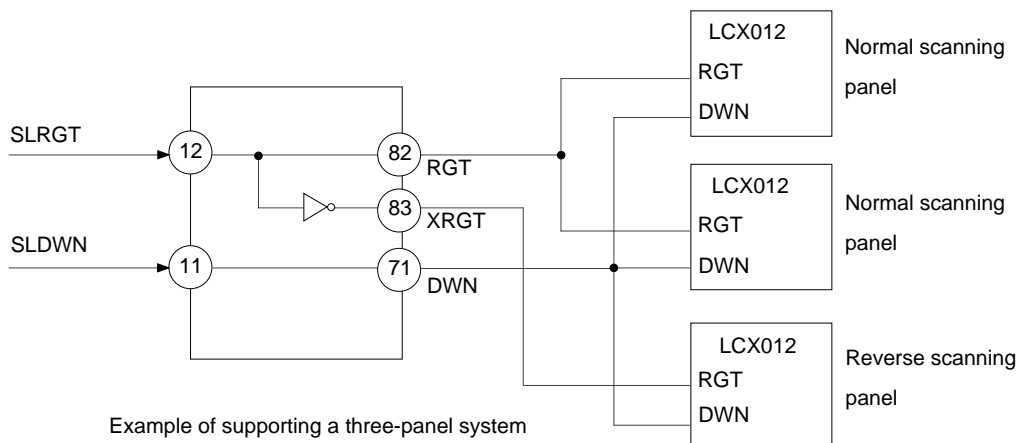 SLRGT
SLDWN
12
11
82
RGT
83
XRGT
71
DWN
LCX012
RGT
DWN
Normal scanning
panel
LCX012
RGT
DWN
Normal scanning
panel
LCX012
RGT
DWN
Reverse scanning
panel
Example of supporting a three-panel system